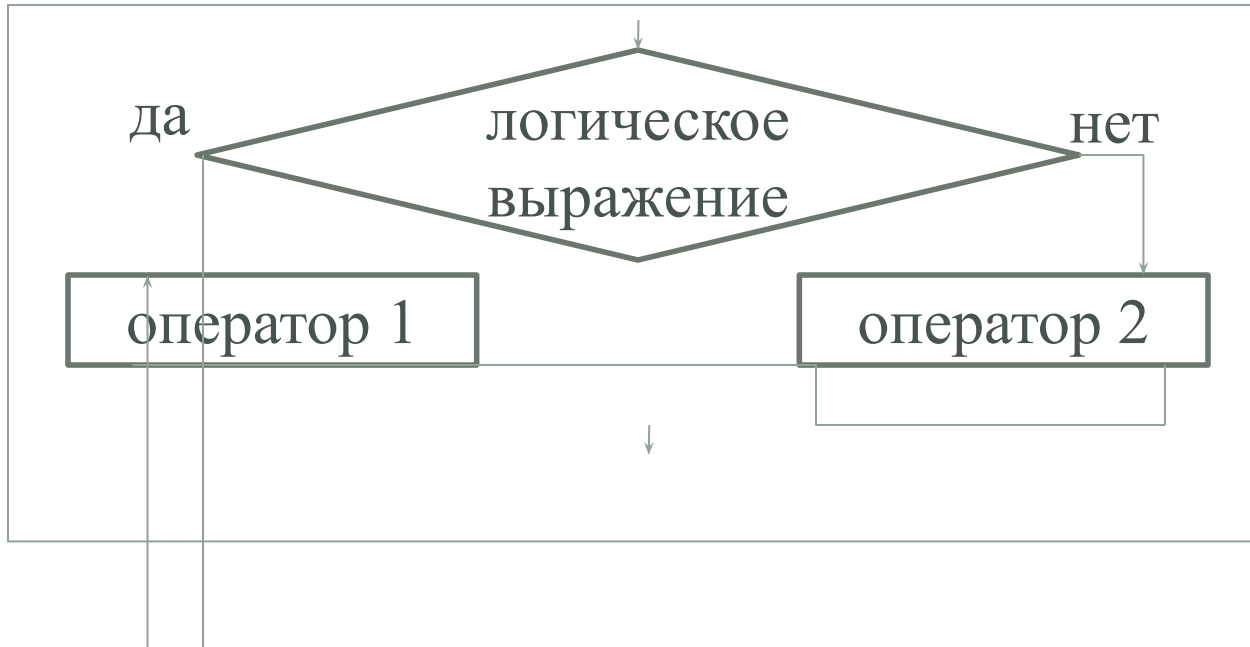 да
логическое
нет
выражение
оператор 1
оператор 2